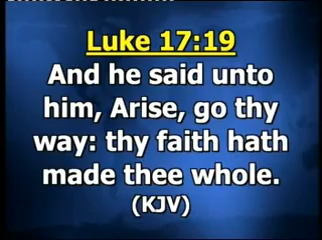 Luke 17:19
And he said unto
him, Arise, go thy
way: thy faith hath
made thee whole.
(KJV)